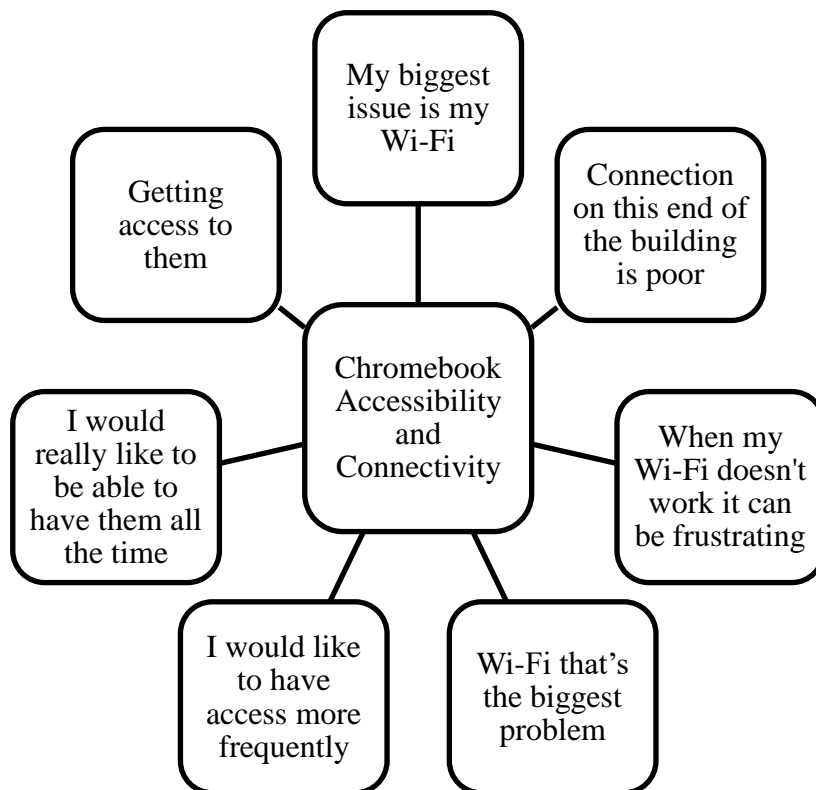 My biggest
issue is my
Wi-Fi
Connection
on this end of
the building
is poor
When my
Wi-Fi doesn't
work it can
be frustrating
Wi-Fi that’s
the biggest
problem
I would like
to have
access more
frequently
I would
really like to
be able to
have them all
the time
Getting
access to
them
Chromebook
Accessibility
and
Connectivity